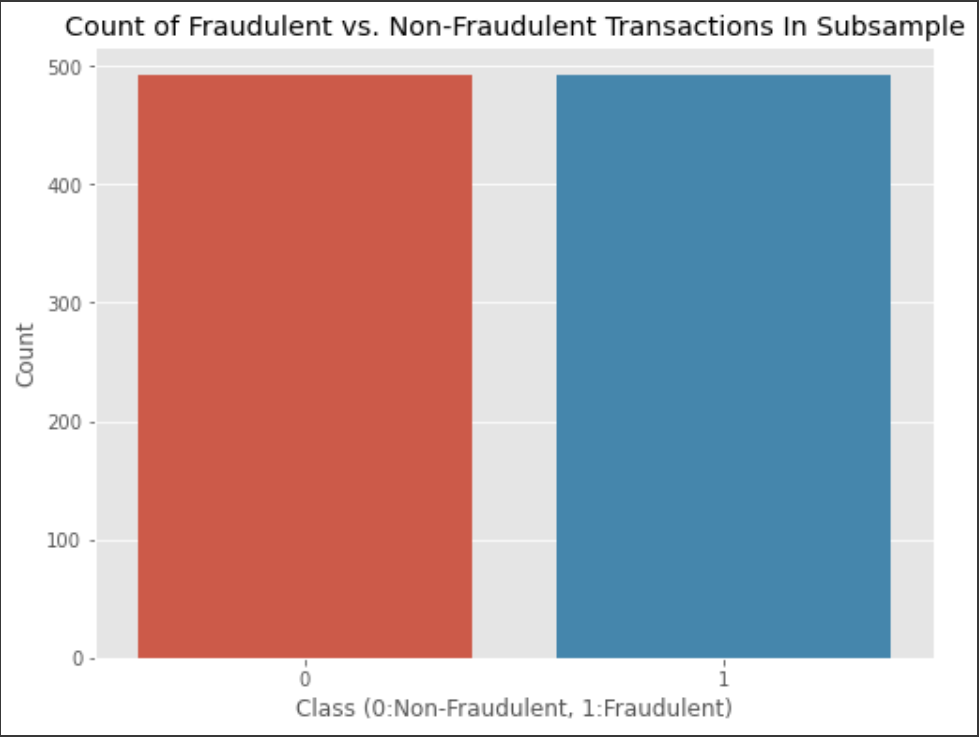 Count of Fraudulent vs. Non-Fraudulent Transactions In Subsample
500
400
300
200
100
0
Count
0 1
Class (0:Non-Fraudulent, 1:Fraudulent)